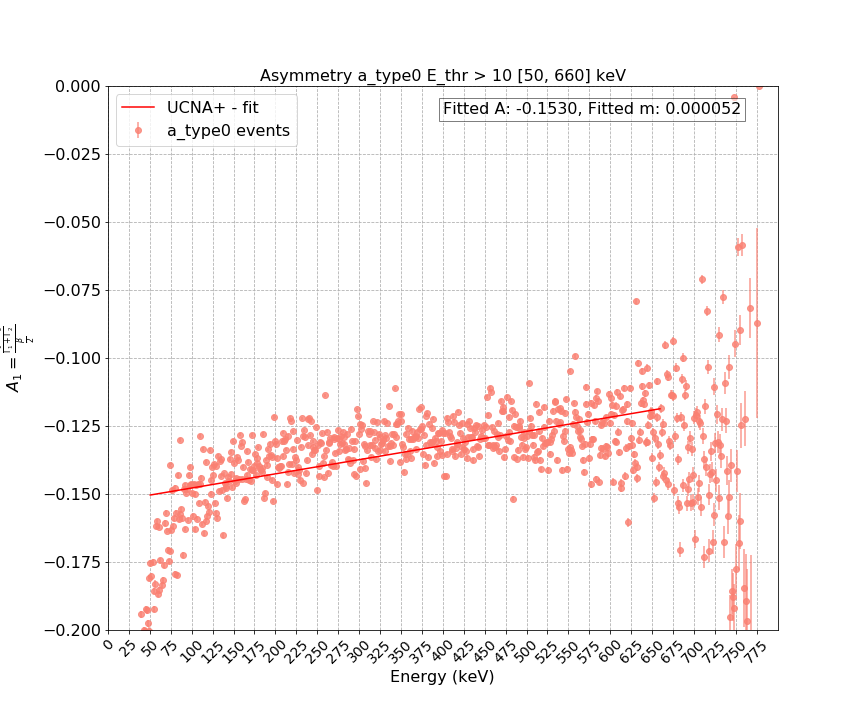 Asymmetry a_type0 E_thr > 10 [50, 660] keV
UCNA+ - fit
a_type0 events
Fitted A: -0.1530, Fitted m: 0.000052
0.000
−0.025
−0.050
−0.075
−0.100
−0.125
−0.150
−0.175
−0.200
0 25 50 75 100 125 150 175 200 225 250 275 300 325 350 375 400 425 450 475 500 525 550 575 600 625 650 675 700 725 750 775
Energy (keV)
A1 =